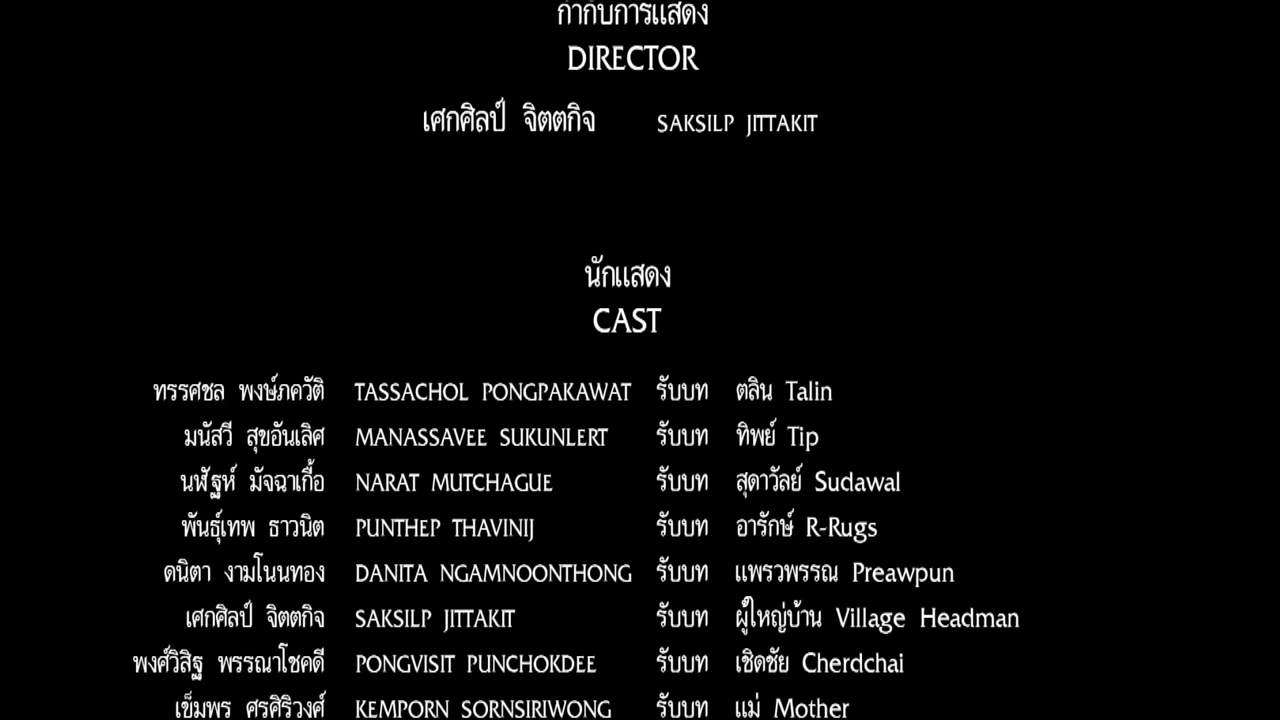 กำกับการแสดง
DIRECTOR
เศกศิลป์ จิตตกิจ SAKSILP JITTAKIT
นักแสดง
CAST
ทรรศชล พงษ์ภควัติ TASSACHOL PONGPAKAWAT รับบท ตลิน Talin
มนัสวี สุขอันเลิศ MANASSAVEE SUKUNLERT รับบท ทิพย์ Tip
นหัฐห์ มัจฉาเกื้อ NARAT MUTCHAGUE รับบท สุดาวัลย์ Sudawal
พันธุ์เทพ ธาวนิต PUNTHEP THAVINIJ รับบท อารักษ์ R-Rugs
ดนิตา งามโนนทอง DANITA NGAMNOONTHONG รับบท แพรวพรรณ Preawpun
เศกศิลป์ จิตตกิจ SAKSILP JITTAKIT รับบท ผู้ใหญ่บ้าน Village Headman
พงศ์วิสิฐ พรรณาโชคดี PONGVISIT PUNCHOKDEE รับบท เชิดชัย Cherdchai
เข็มพร ศรศิริวงศ์ KEMPORN SORNSIRIWONG รับบท แม่ Mother